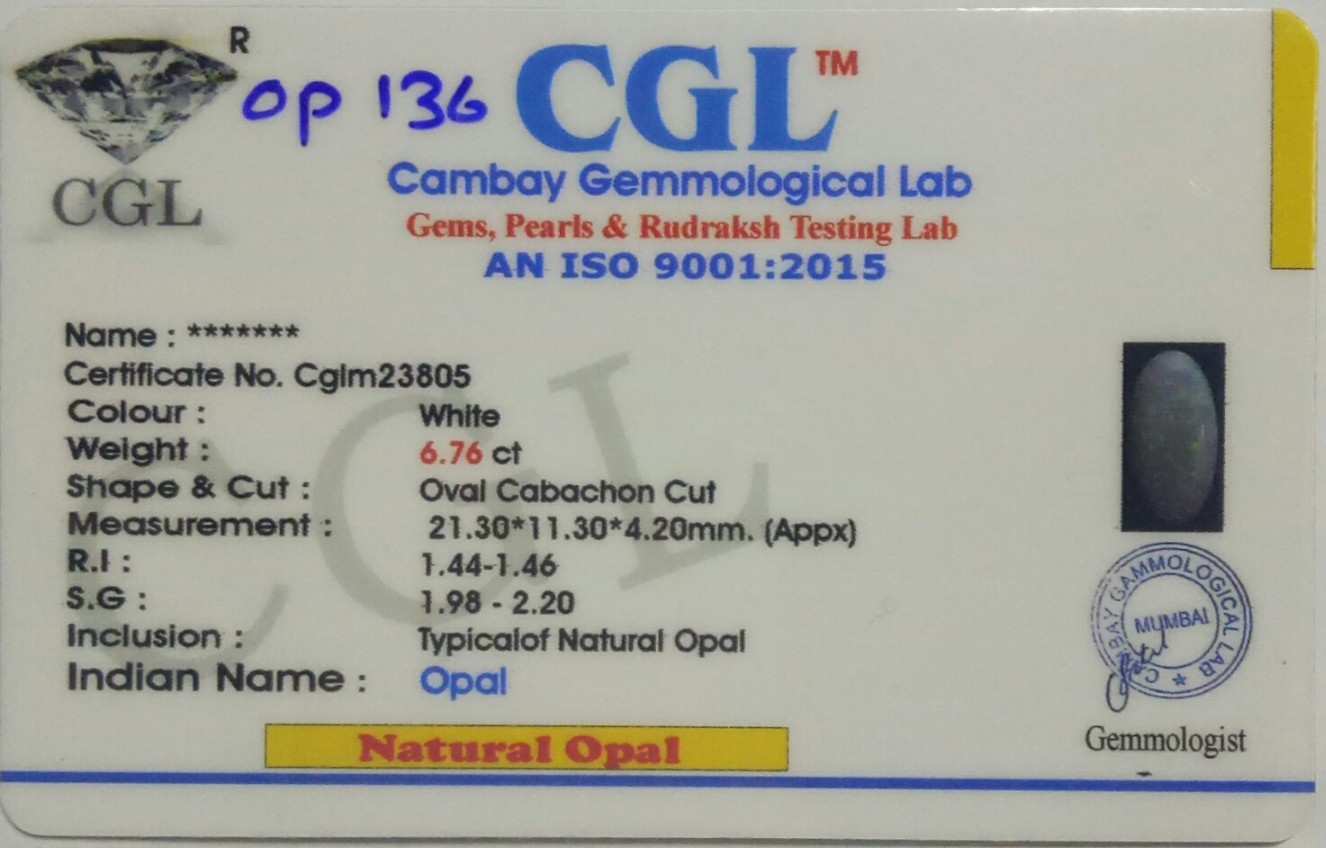 R
op 136
CGL
CGL™
Cambay Gemmological Lab
Gems, Pearls & Rudraksh Testing Lab
AN ISO 9001:2015
Name : *******
Certificate No. Cglm23805
Colour : White
Weight : 6.76 ct
Shape & Cut : Oval Cabachon Cut
Measurement : 21.30*11.30*4.20mm. (Appx)
R.I : 1.44-1.46
S.G : 1.98 - 2.20
Inclusion : Typicalof Natural Opal
Indian Name : Opal
Natural Opal
CGL
CAMBAY GAMMOLOGICAL LAB
MUMBAI
Gemmologist